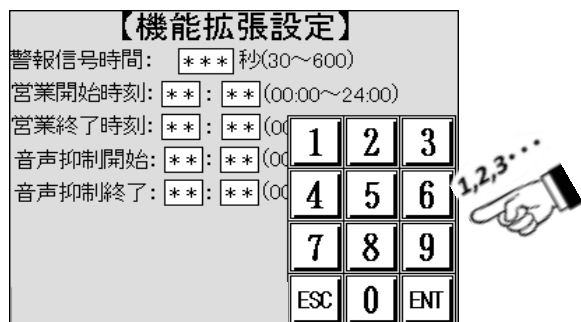 【機能拡張設定】
警報信号時間: *** 秒(30～600)
営業開始時刻: **: **(00:00～24:00)
営業終了時刻: **: **(00
音声抑制開始: **: **(00
音声抑制終了: **: **(00
1 2 3
4 5 6
7 8 9
ESC 0 ENT
1,2,3・・・